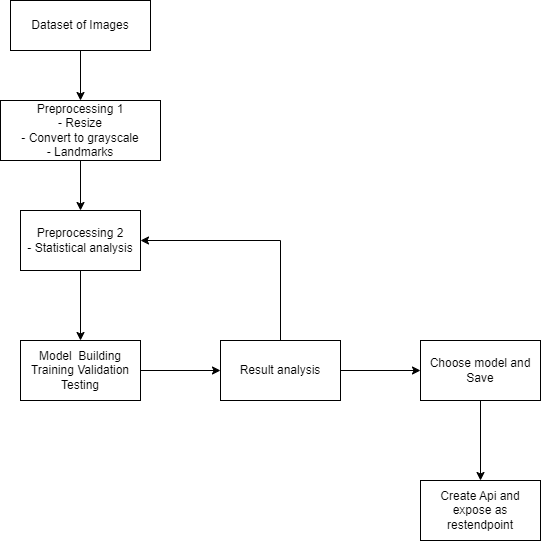 Dataset of Images
Preprocessing 1
- Resize
- Convert to grayscale
- Landmarks
Preprocessing 2
- Statistical analysis
Model  Building
Training Validation
Testing
Result analysis
Choose model and
Save
Create Api and
expose as
restendpoint